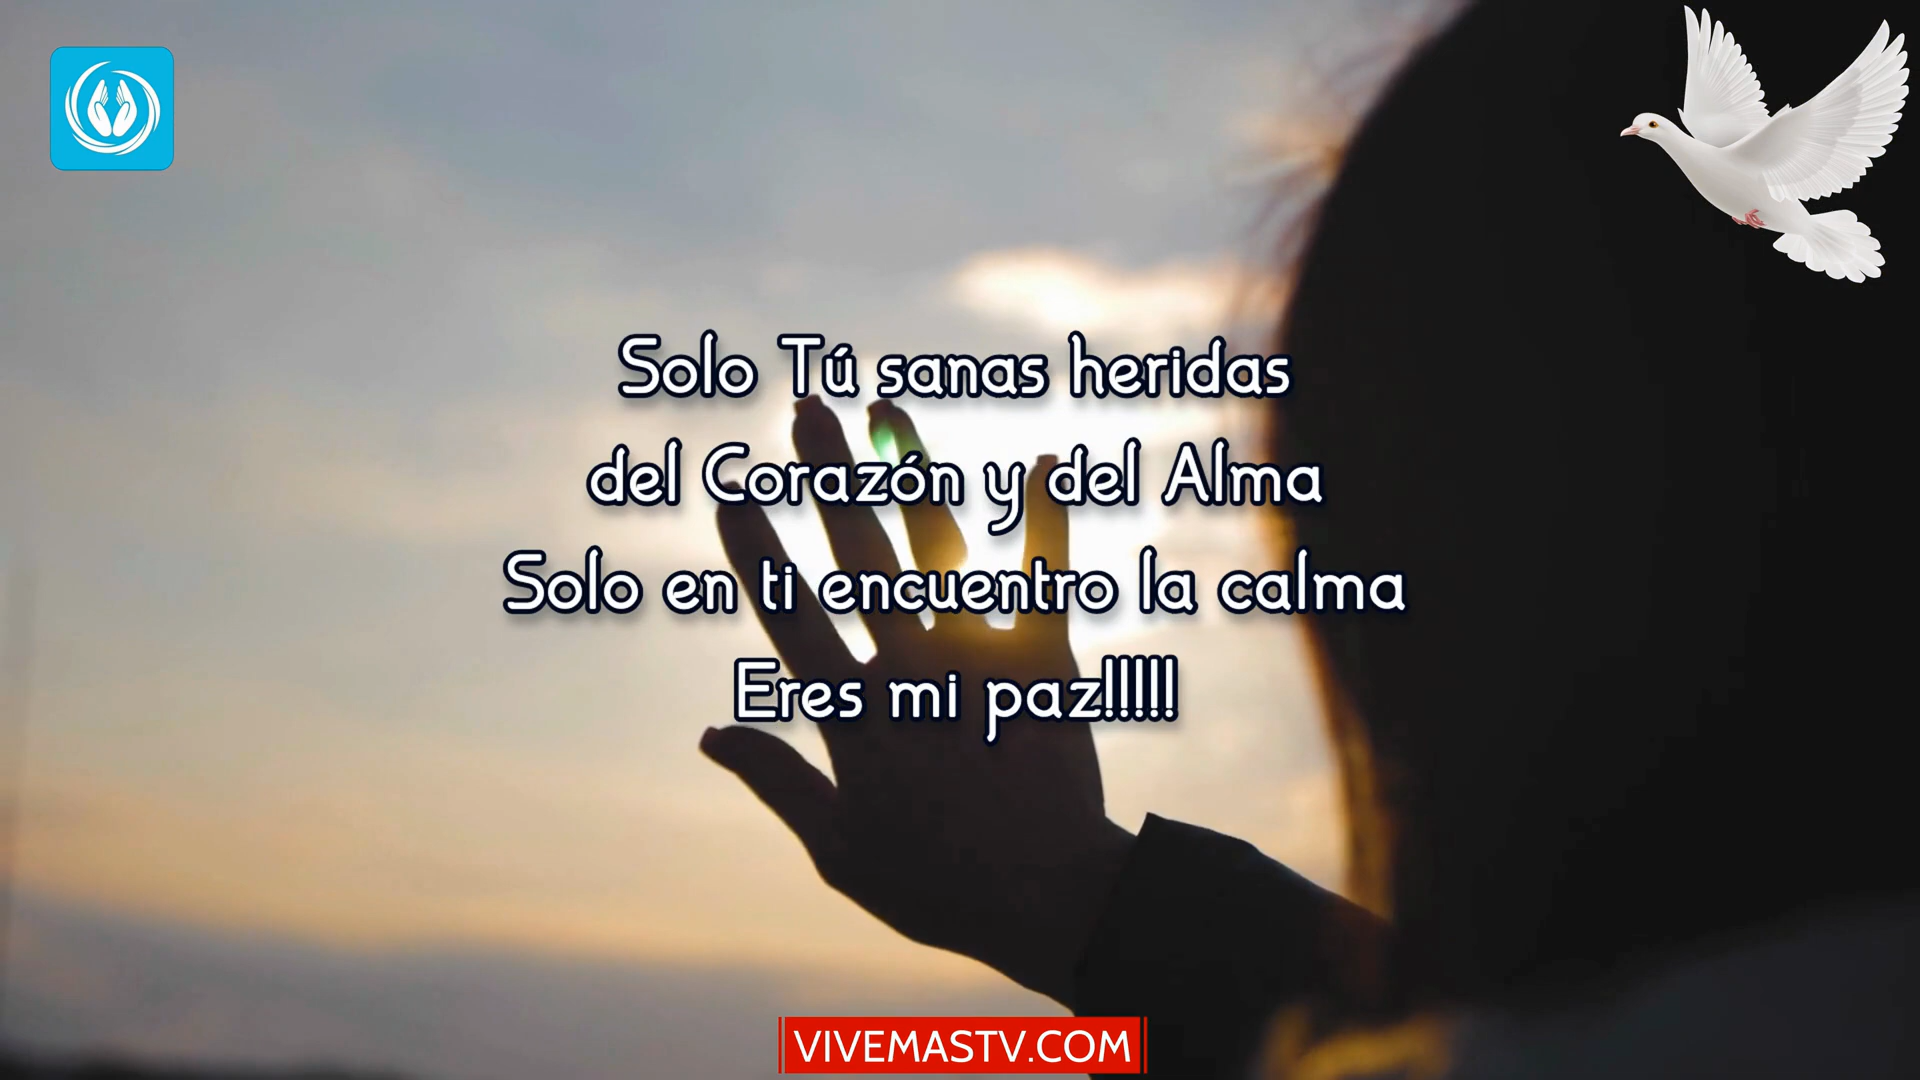 Solo Tú sanas heridas
del Corazón y del Alma
Solo en ti encuentro la calma
Eres mi paz!!!!!
VIVEMASTV.COM